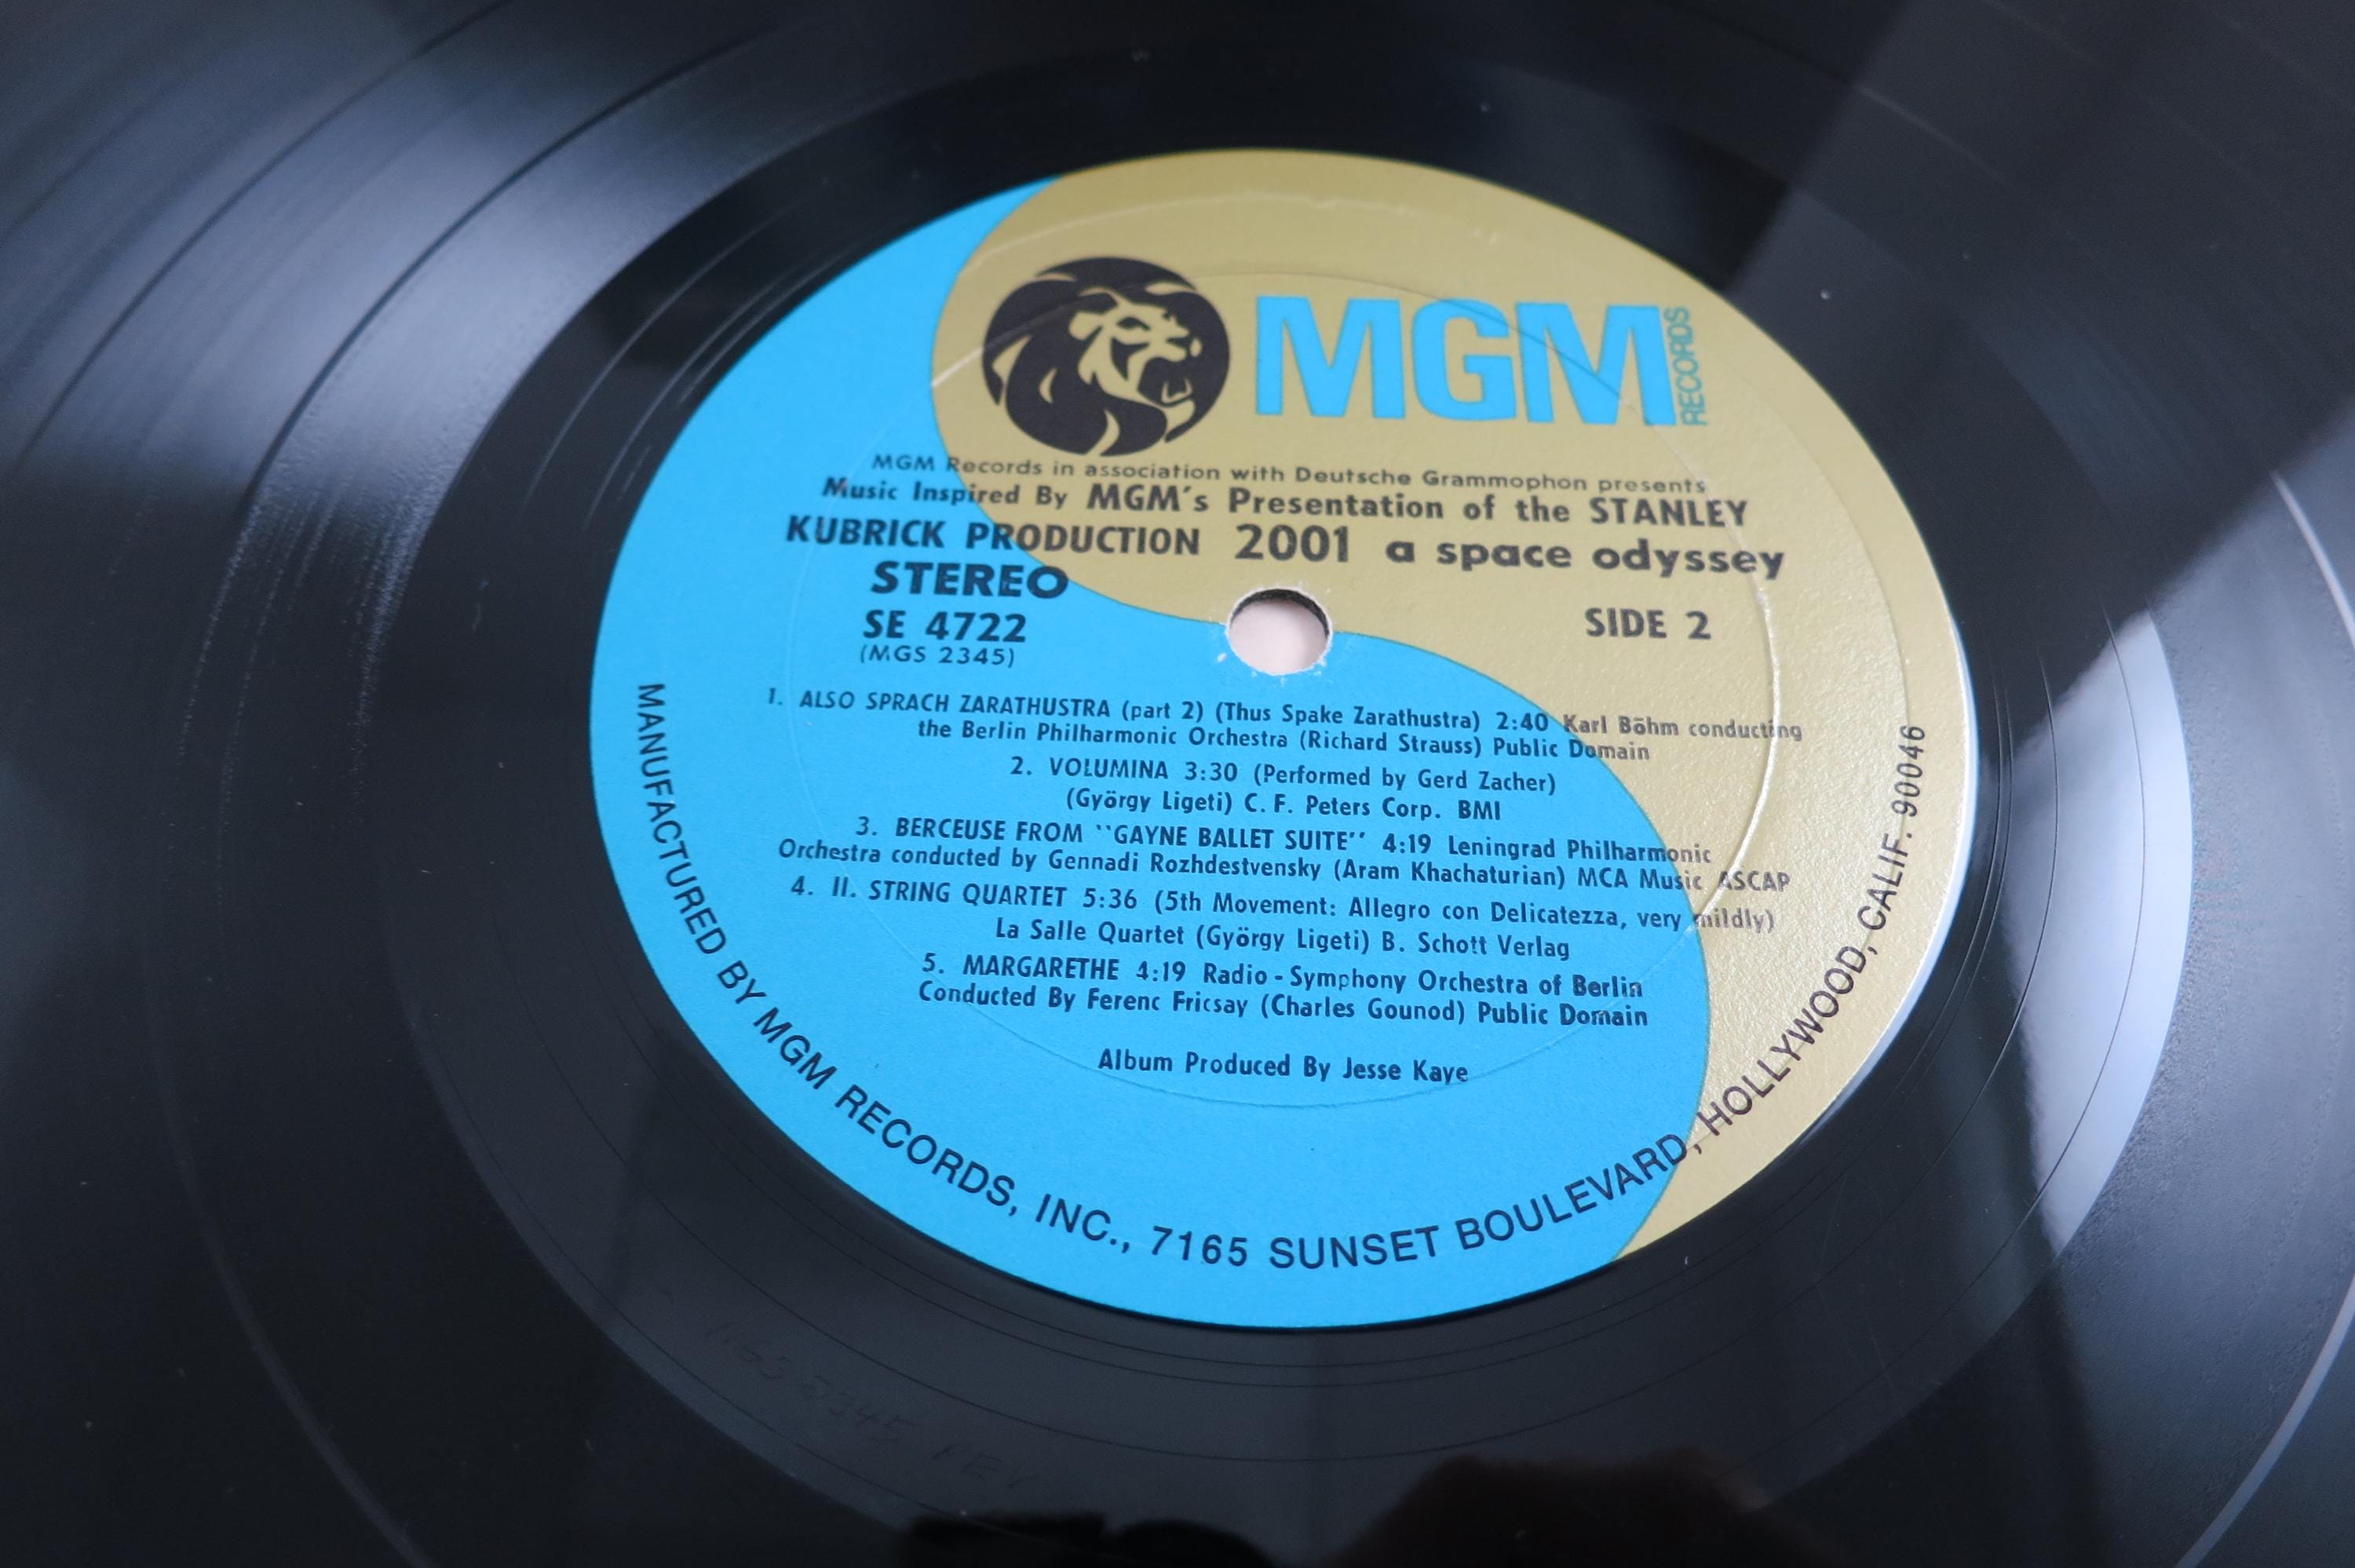 MGM
RECORDS
MGM Records in association with Deutsche Grammophon presents
Music Inspired By MGM's Presentation of the STANLEY
KUBRICK PRODUCTION 2001 a space odyssey
STEREO
SE 4722
(MGS 2345)
SIDE 2
1. ALSO SPRACH ZARATHUSTRA (part 2) (Thus Spake Zarathustra) 2:40 Karl Böhm conducting
the Berlin Philharmonic Orchestra (Richard Strauss) Public Domain
2. VOLUMINA 3:30 (Performed by Gerd Zacher)
(György Ligeti) C. F. Peters Corp. BMI
3. BERCEUSE FROM "GAYNE BALLET SUITE" 4:19 Leningrad Philharmonic
Orchestra conducted by Gennadi Rozhdestvensky (Aram Khachaturian) MCA Music ASCAP
4. II. STRING QUARTET 5:36 (5th Movement: Allegro con Delicatezza, very mildly)
La Salle Quartet (György Ligeti) B. Schott Verlag
5. MARGARETHE 4:19 Radio-Symphony Orchestra of Berlin
Conducted By Ferenc Fricsay (Charles Gounod) Public Domain
Album Produced By Jesse Kaye
MANUFACTURED BY MGM RECORDS, INC., 7165 SUNSET BOULEVARD, HOLLYWOOD, CALIF. 90046